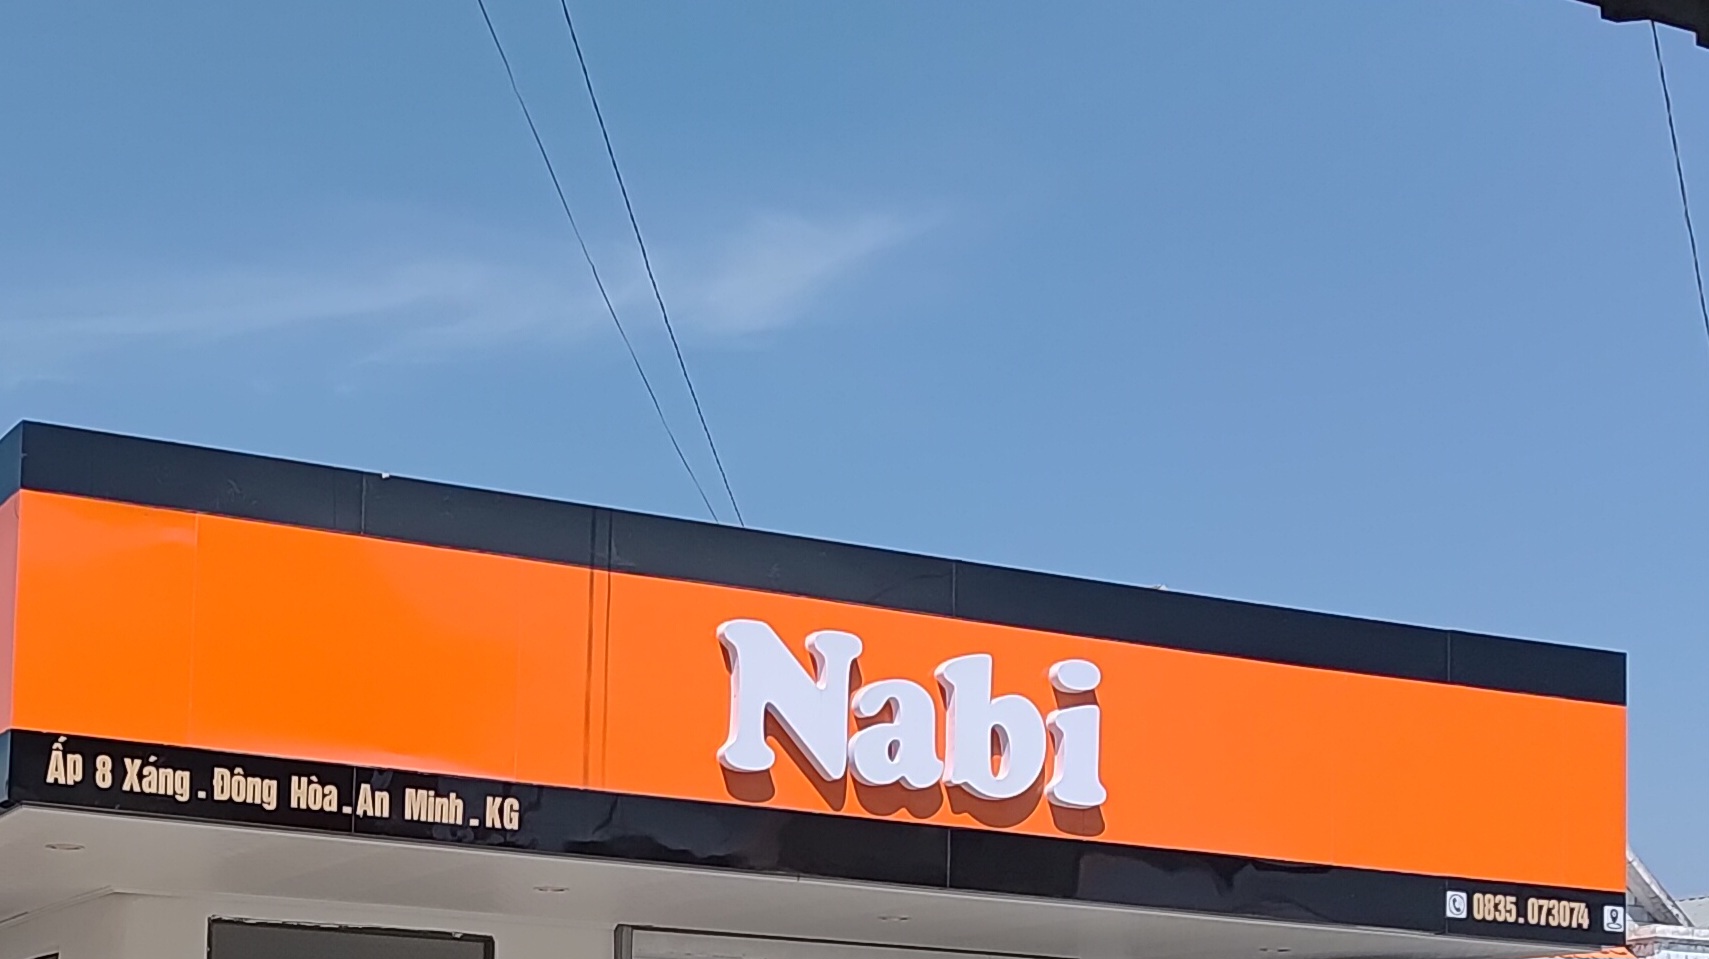 Nabi
Ấp 8 Xáng . Đông Hòa . An Minh . KG
0835.073074